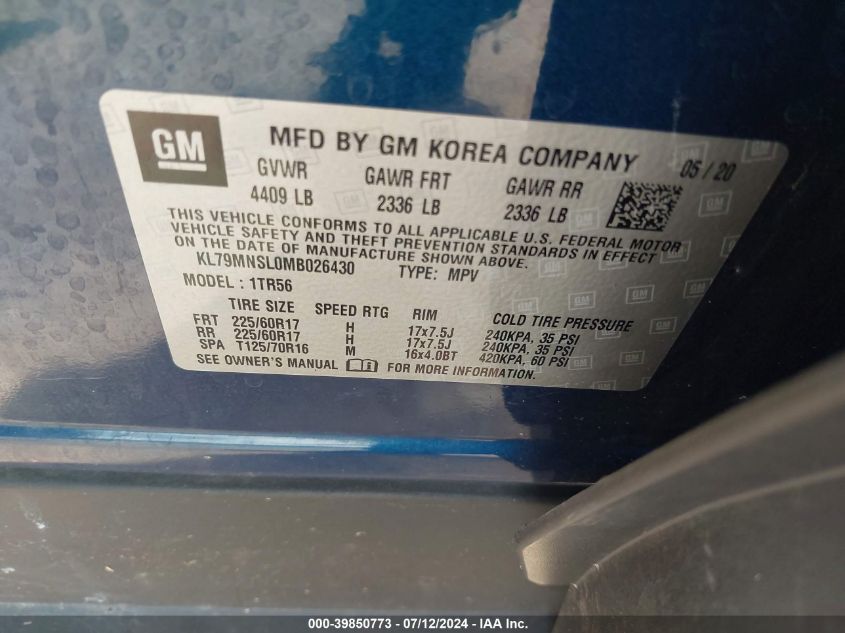 GM
MFD BY GM KOREA COMPANY 05 / 20
GVWR GAWR FRT GAWR RR
4409 LB 2336 LB 2336 LB
THIS VEHICLE CONFORMS TO ALL APPLICABLE U.S. FEDERAL MOTOR
VEHICLE SAFETY AND THEFT PREVENTION STANDARDS IN EFFECT
ON THE DATE OF MANUFACTURE SHOWN ABOVE.
KL79MNSL0MB026430 TYPE: MPV
MODEL : 1TR56
TIRE SIZE SPEED RTG RIM COLD TIRE PRESSURE
FRT 225/60R17 H 17x7.5J 240KPA, 35 PSI
RR 225/60R17 H 17x7.5J 240KPA, 35 PSI
SPA T125/70R16 M 16x4.0BT 420KPA, 60 PSI
SEE OWNER'S MANUAL FOR MORE INFORMATION.
000-39850773 - 07/12/2024 - IAA Inc.